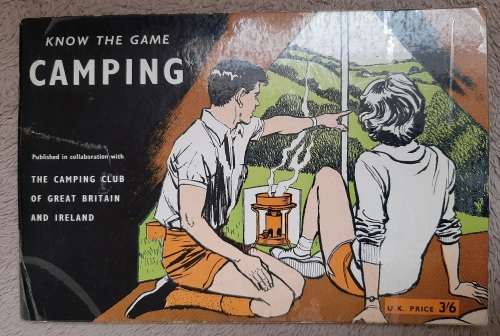 KNOW THE GAME
CAMPING
Published in collaboration with
THE CAMPING CLUB
OF GREAT BRITAIN
AND IRELAND
U.K. PRICE 3'6